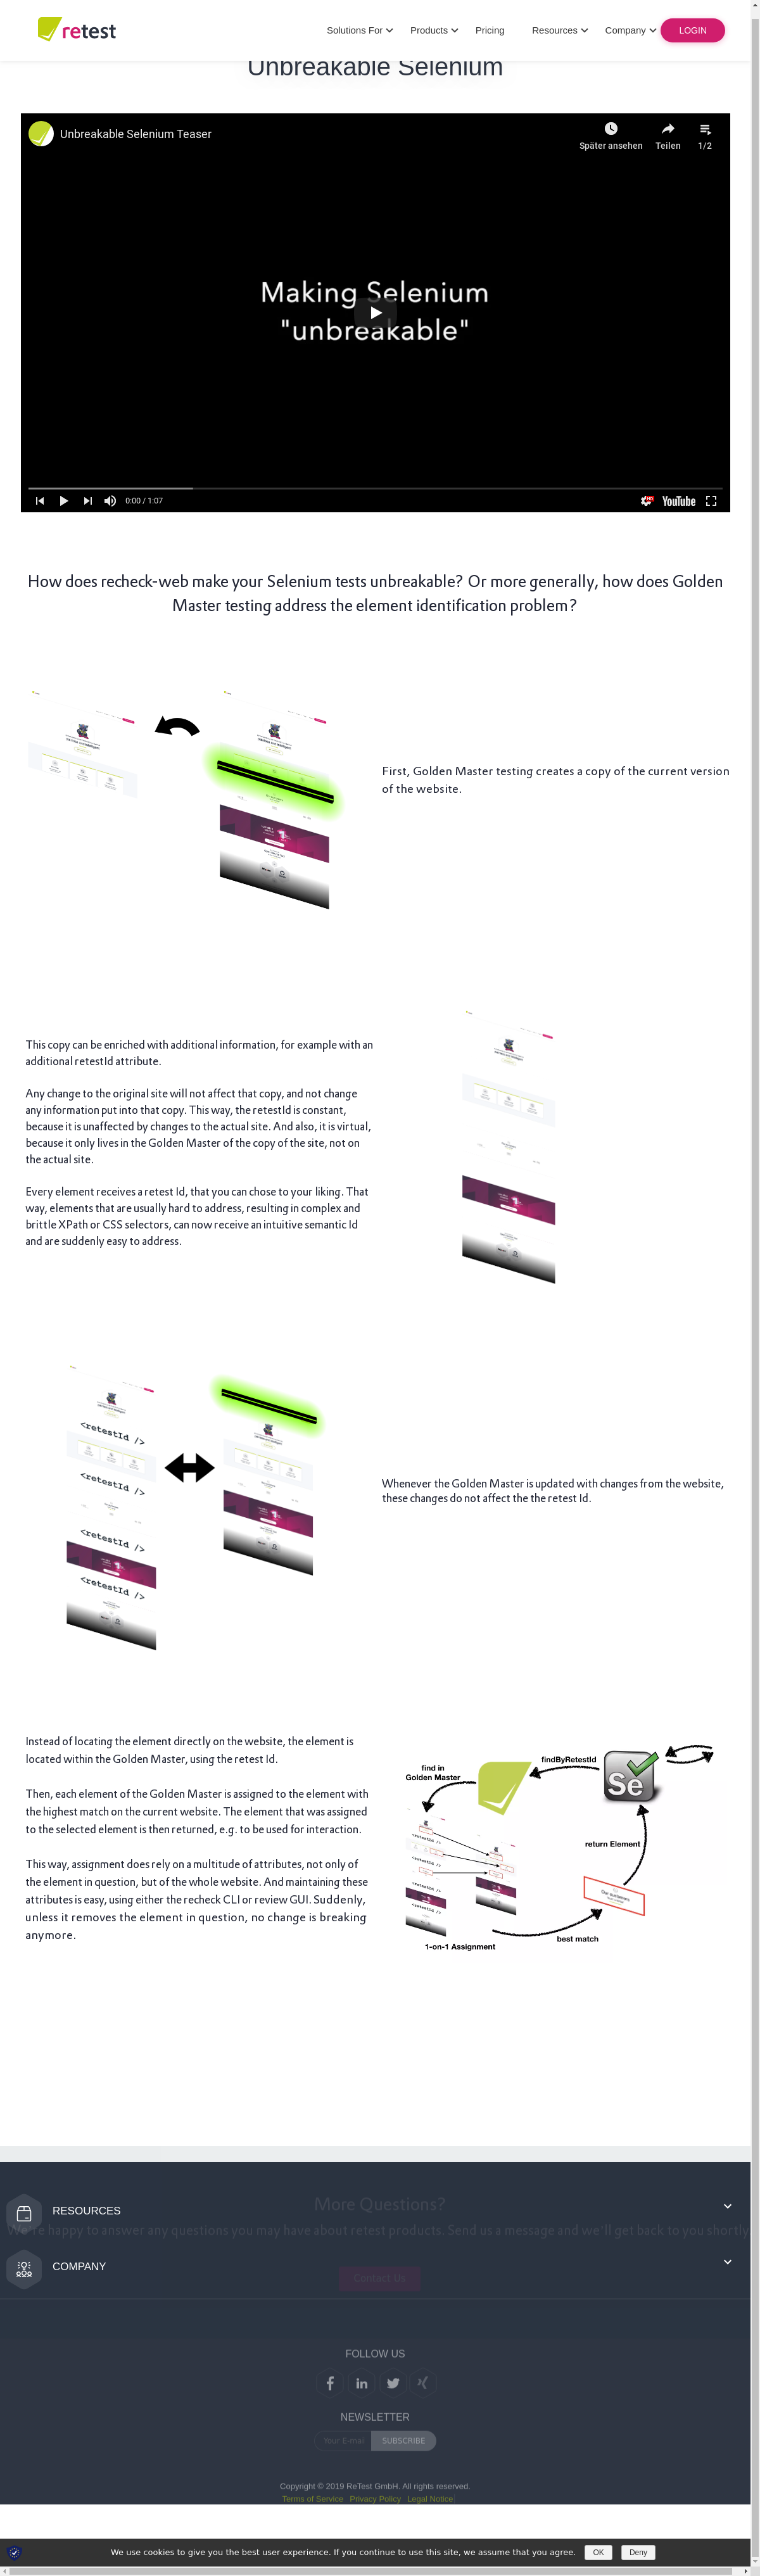 retest
Solutions For
Products
Pricing
Resources
Company
LOGIN
Unbreakable Selenium
Unbreakable Selenium Teaser
Später ansehen
Teilen
1/2
Making Selenium
"unbreakable"
0:00 / 1:07
HD
YouTube
How does recheck-web make your Selenium tests unbreakable? Or more generally, how does Golden
Master testing address the element identification problem?
First, Golden Master testing creates a copy of the current version
of the website.
This copy can be enriched with additional information, for example with an
additional retestId attribute.
Any change to the original site will not affect that copy, and not change
any information put into that copy. This way, the retestId is constant,
because it is unaffected by changes to the actual site. And also, it is virtual,
because it only lives in the Golden Master of the copy of the site, not on
the actual site.
Every element receives a retest Id, that you can chose to your liking. That
way, elements that are usually hard to address, resulting in complex and
brittle XPath or CSS selectors, can now receive an intuitive semantic Id
and are suddenly easy to address.
<retestId />
<retestId />
<retestId />
<retestId />
Whenever the Golden Master is updated with changes from the website,
these changes do not affect the the retest Id.
Instead of locating the element directly on the website, the element is
located within the Golden Master, using the retest Id.
Then, each element of the Golden Master is assigned to the element with
the highest match on the current website. The element that was assigned
to the selected element is then returned, e.g. to be used for interaction.
This way, assignment does rely on a multitude of attributes, not only of
the element in question, but of the whole website. And maintaining these
attributes is easy, using either the recheck CLI or review GUI. Suddenly,
unless it removes the element in question, no change is breaking
anymore.
find in
Golden Master
findByRetestId
Se
return Element
Our customers
best match
1-on-1 Assignment
More Questions?
RESOURCES
We're happy to answer any questions you may have about retest products. Send us a message and we'll get back to you shortly
COMPANY
Contact Us
FOLLOW US
NEWSLETTER
Your E-mai
SUBSCRIBE
Copyright © 2019 ReTest GmbH. All rights reserved.
Terms of Service
Privacy Policy
Legal Notice
We use cookies to give you the best user experience. If you continue to use this site, we assume that you agree.
OK
Deny